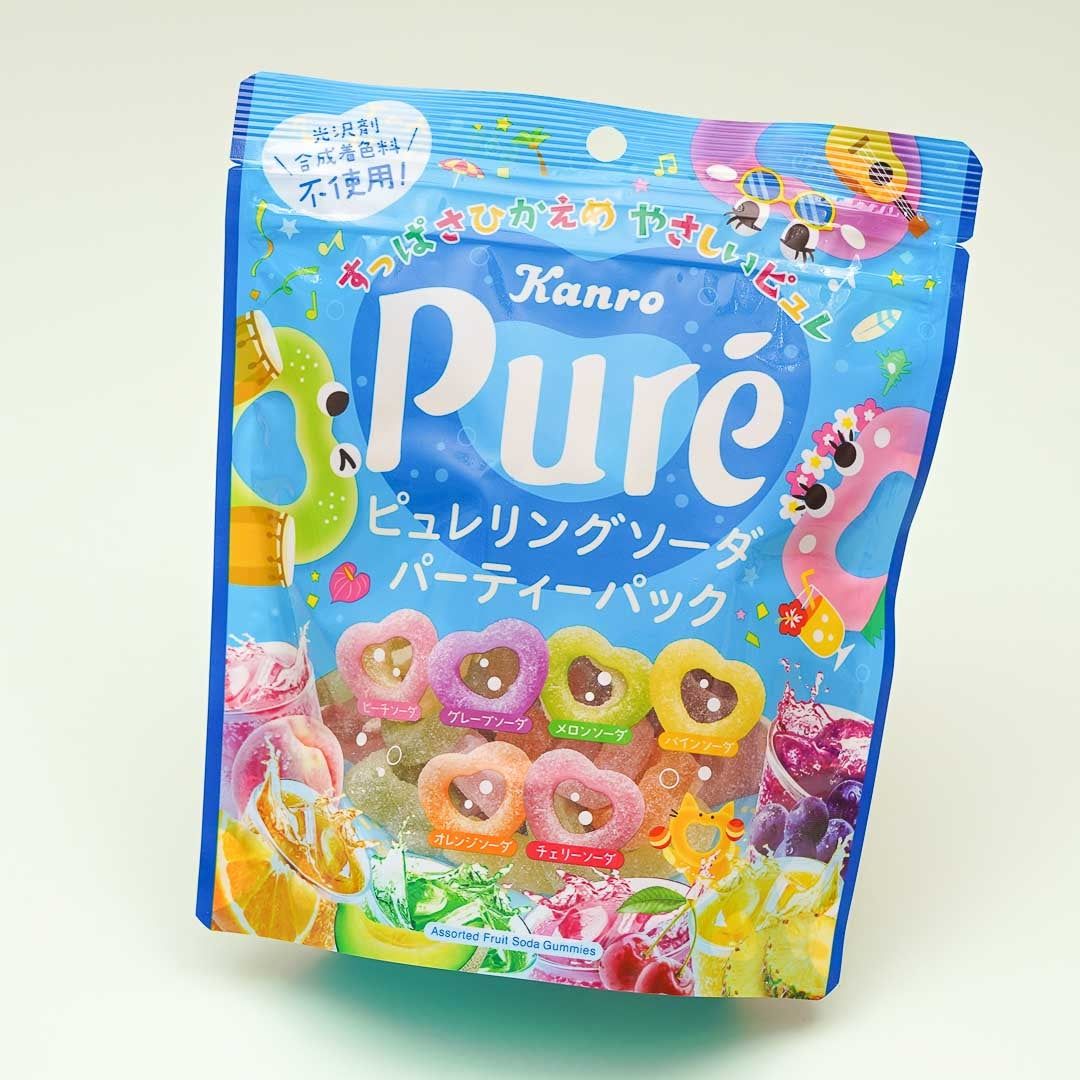 光沢剤
合成着色料
不使用!
すっぱさひかえめ やさしいピュレ
Kanro
Puré
ピュレリングソーダ
パーティーパック
ピーチソーダ
グレープソーダ
メロンソーダ
パインソーダ
オレンジソーダ
チェリーソーダ
Assorted Fruit Soda Gummies